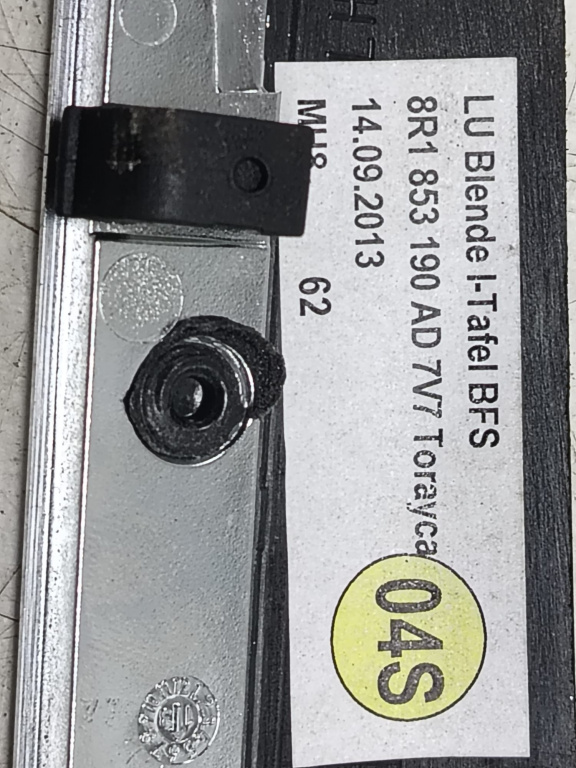 LU Blende I-Tafel BFS
8R1 853 190 AD 7V7 Torayca
14.09.2013
62
04S